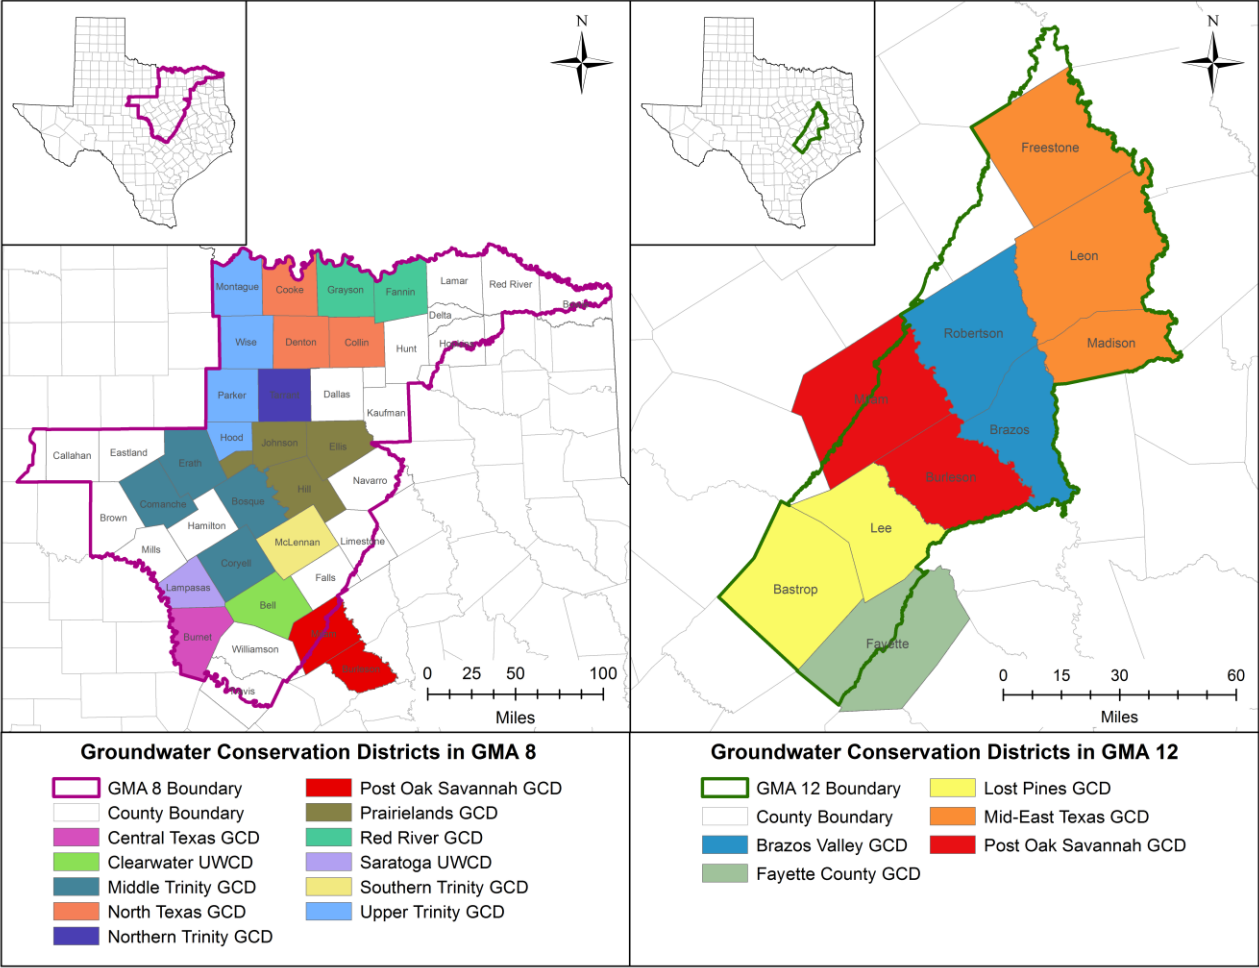 N
Montague
Cooke
Grayson
Fannin
Lamar
Red River
Delta
Wise
Denton
Collin
Hunt
Parker
Dallas
Kaufman
Hood
Johnson
Ellis
Callahan
Eastland
Erath
Navarro
Comanche
Bosque
Hill
Brown
Hamilton
McLennan
Limestone
Mills
Coryell
Falls
Lampasas
Bell
Burnet
Williamson
Milam
Burleson
0 25 50 100
Miles
N
Freestone
Leon
Robertson
Madison
Milam
Brazos
Burleson
Lee
Bastrop
Fayette
0 15 30 60
Miles
Groundwater Conservation Districts in GMA 8
GMA 8 Boundary
County Boundary
Central Texas GCD
Clearwater UWCD
Middle Trinity GCD
North Texas GCD
Northern Trinity GCD
Post Oak Savannah GCD
Prairielands GCD
Red River GCD
Saratoga UWCD
Southern Trinity GCD
Upper Trinity GCD
Groundwater Conservation Districts in GMA 12
GMA 12 Boundary
County Boundary
Brazos Valley GCD
Fayette County GCD
Lost Pines GCD
Mid-East Texas GCD
Post Oak Savannah GCD